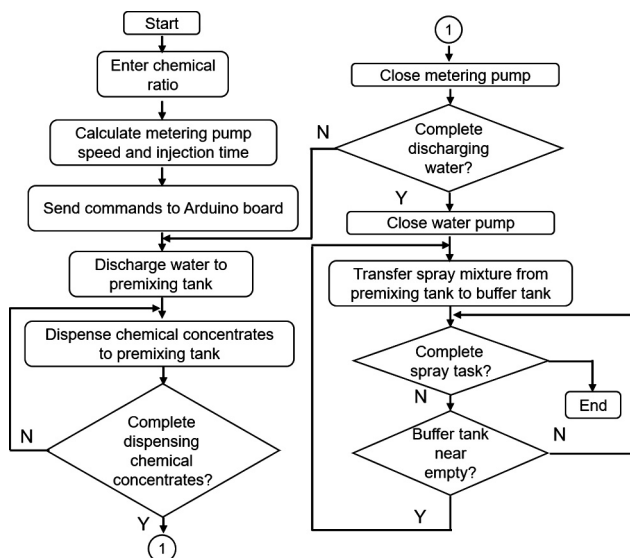 Start
Enter chemical
ratio
Calculate metering pump
speed and injection time
Send commands to Arduino board
Discharge water to
premixing tank
Dispense chemical concentrates
to premixing tank
Complete
dispensing
chemical
concentrates?
N
Y
1
1
Close metering pump
Complete
discharging
water?
N
Y
Close water pump
Transfer spray mixture from
premixing tank to buffer tank
Complete
spray task?
N
End
Buffer tank
near
empty?
N
Y